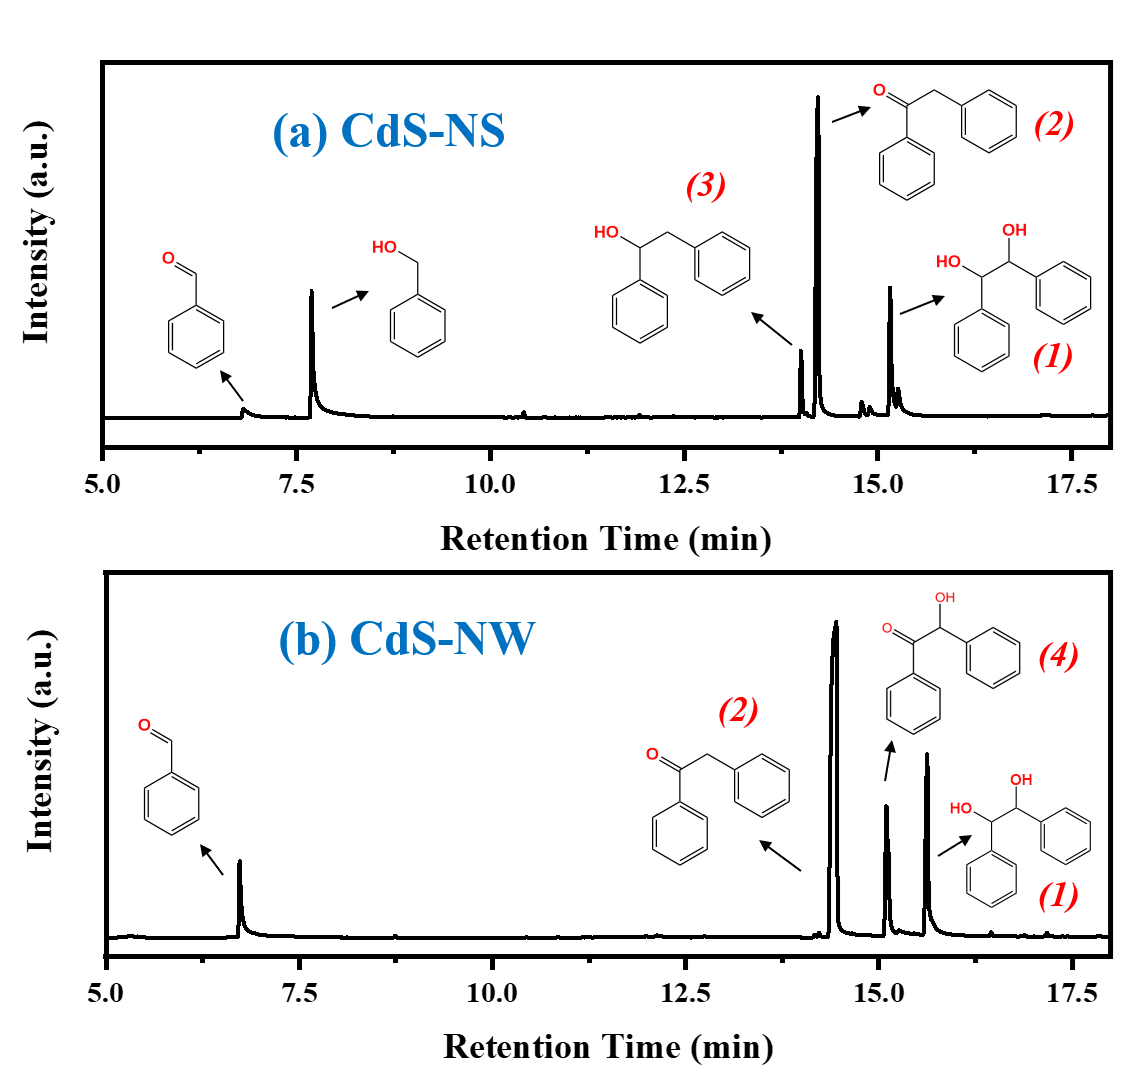 (a) CdS-NS
Intensity (a.u.)
O
HO
(3)
HO
O
(2)
OH
HO
(1)
5.0 7.5 10.0 12.5 15.0 17.5
Retention Time (min)
(b) CdS-NW
Intensity (a.u.)
O
(2)
O
OH
O
(4)
OH
HO
(1)
5.0 7.5 10.0 12.5 15.0 17.5
Retention Time (min)